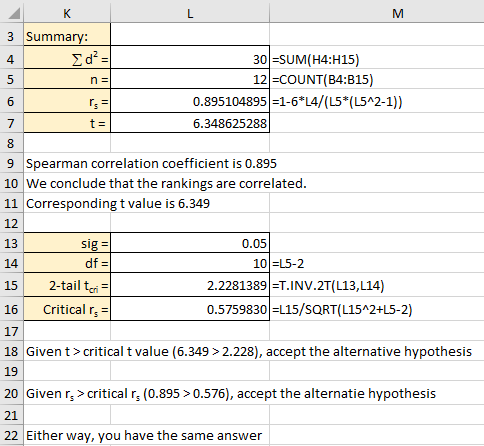 K L M
3 Summary:
4 ∑ d² = 30 =SUM(H4:H15)
5 n = 12 =COUNT(B4:B15)
6 rₛ = 0.895104895 =1-6*L4/(L5*(L5^2-1))
7 t = 6.348625288
8
9 Spearman correlation coefficient is 0.895
10 We conclude that the rankings are correlated.
11 Corresponding t value is 6.349
12
13 sig = 0.05
14 df = 10 =L5-2
15 2-tail tcri = 2.2281389 =T.INV.2T(L13,L14)
16 Critical rₛ = 0.5759830 =L15/SQRT(L15^2+L5-2)
17
18 Given t > critical t value (6.349 > 2.228), accept the alternative hypothesis
19
20 Given rₛ > critical rₛ (0.895 > 0.576), accept the alternatie hypothesis
21
22 Either way, you have the same answer